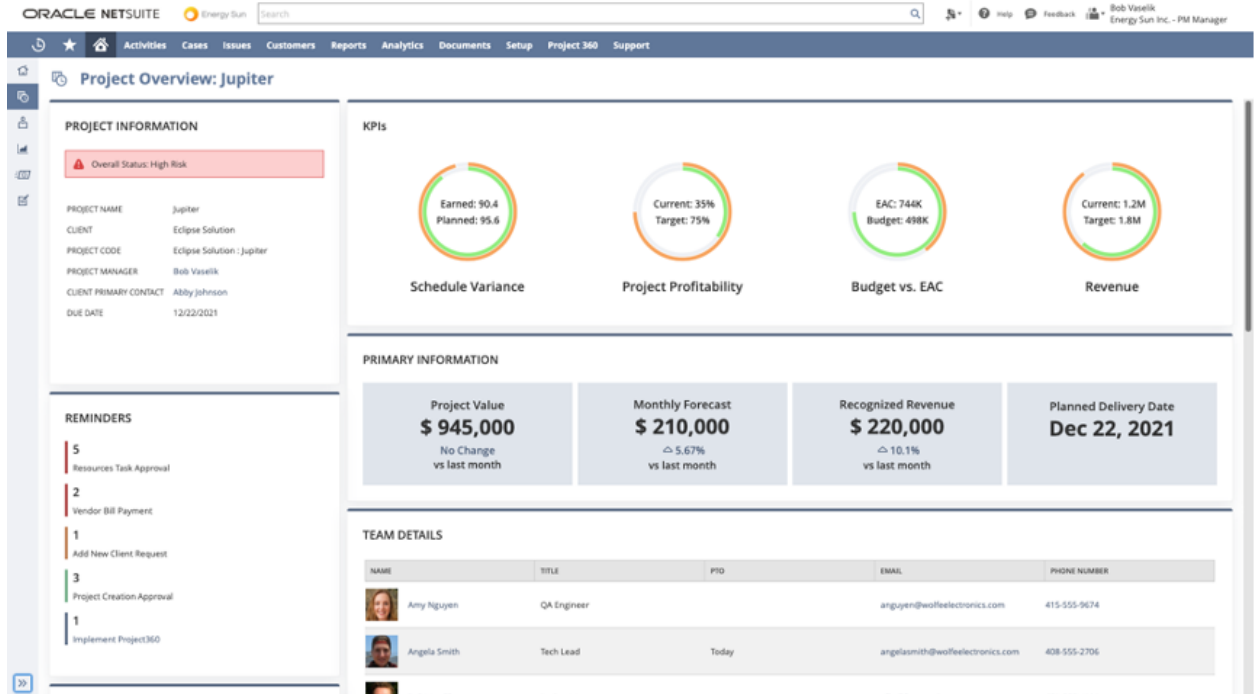 ORACLE NETSUITE
Energy Sun
Search
Help
Feedback
Bob Vaselik
Energy Sun Inc. - PM Manager
Activities Cases Issues Customers Reports Analytics Documents Setup Project 360 Support
Project Overview: Jupiter
PROJECT INFORMATION
Overall Status: High Risk
PROJECT NAME Jupiter
CLIENT Eclipse Solution
PROJECT CODE Eclipse Solution : Jupiter
PROJECT MANAGER Bob Vaselik
CLIENT PRIMARY CONTACT Abby Johnson
DUE DATE 12/22/2021
REMINDERS
5
Resources Task Approval
2
Vendor Bill Payment
1
Add New Client Request
3
Project Creation Approval
1
Implement Project360
KPIs
Earned: 90.4
Planned: 95.6
Schedule Variance
Current: 35%
Target: 75%
Project Profitability
EAC: 744K
Budget: 498K
Budget vs. EAC
Current: 1.2M
Target: 1.8M
Revenue
PRIMARY INFORMATION
Project Value
$ 945,000
No Change
vs last month
Monthly Forecast
$ 210,000
5.67%
vs last month
Recognized Revenue
$ 220,000
10.1%
vs last month
Planned Delivery Date
Dec 22, 2021
TEAM DETAILS
NAME TITLE PTO EMAIL PHONE NUMBER
Amy Nguyen QA Engineer anguyen@wolfeelectronics.com 415-555-9674
Angela Smith Tech Lead Today angelasmith@wolfeelectronics.com 408-555-2706